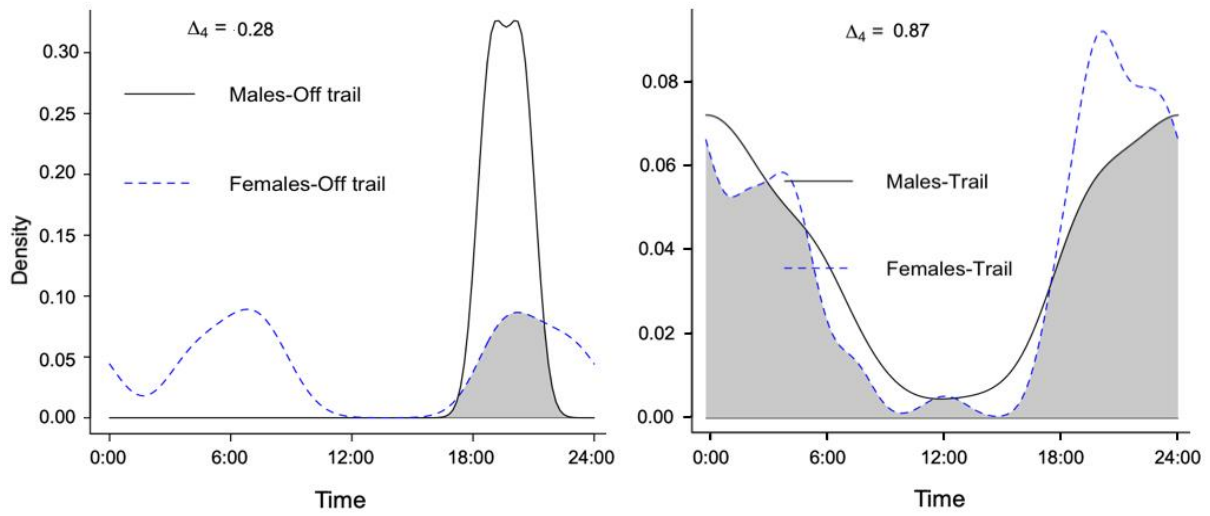 Δ4 = 0.28
Males-Off trail
Females-Off trail
Density
0.30
0.25
0.20
0.15
0.10
0.05
0.00
0:00 6:00 12:00 18:00 24:00
Time
Δ4 = 0.87
Males-Trail
Females-Trail
0.08
0.06
0.04
0.02
0.00
0:00 6:00 12:00 18:00 24:00
Time